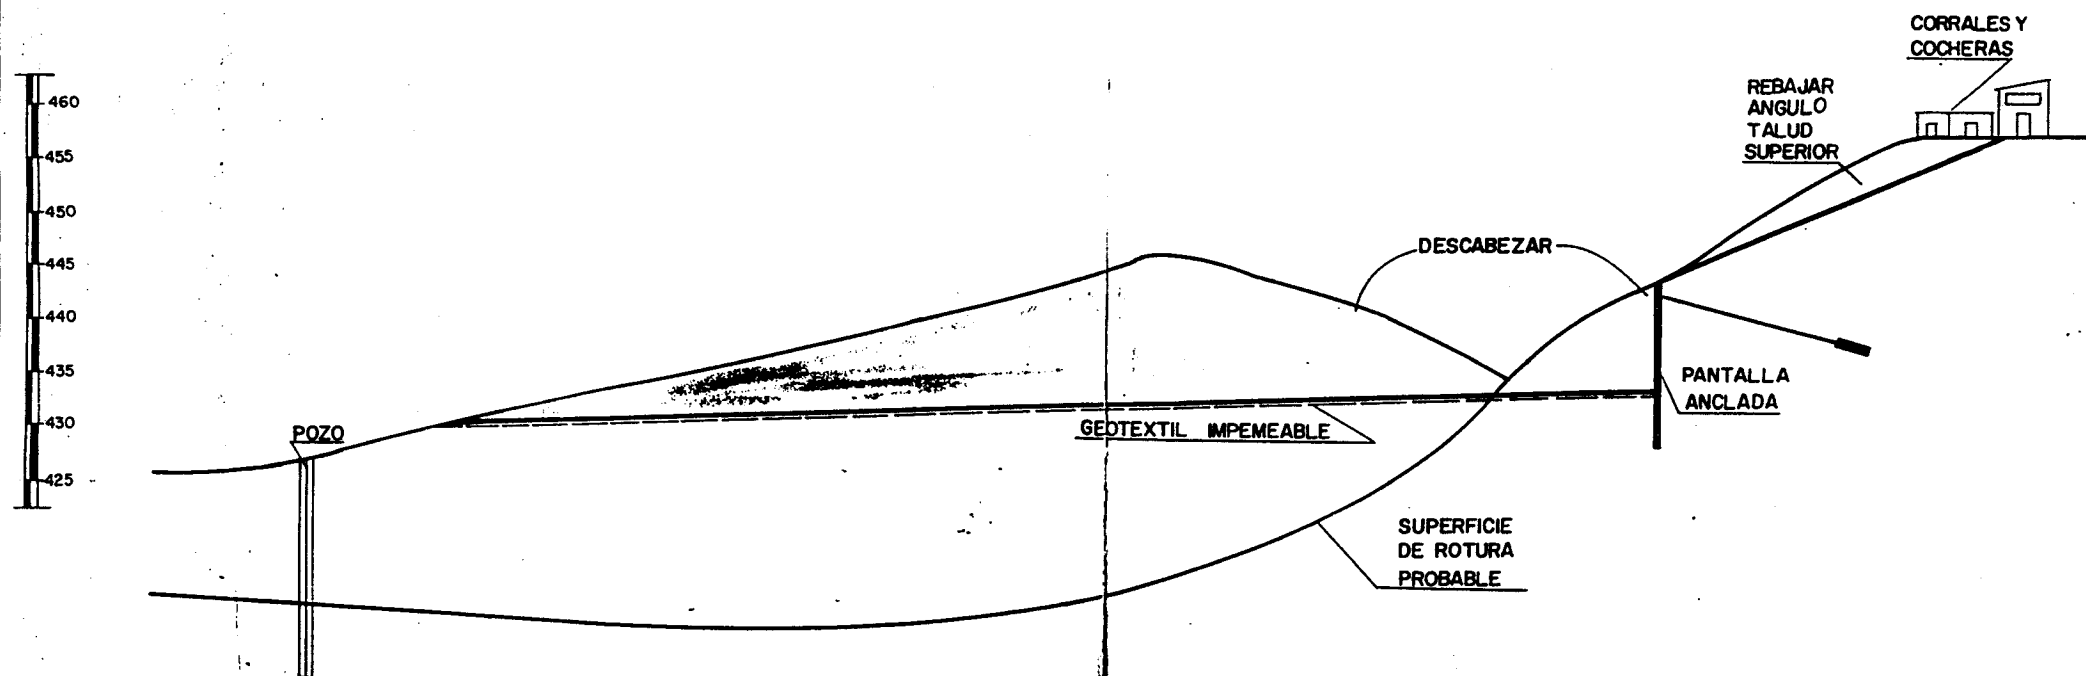 CORRALES Y
COCHERAS
REBAJAR
ANGULO
TALUD
SUPERIOR
460
455
450
445
440
435
430
425
DESCABEZAR
PANTALLA
ANCLADA
POZO
GEOTEXTIL IMPEMEABLE
SUPERFICIE
DE ROTURA
PROBABLE